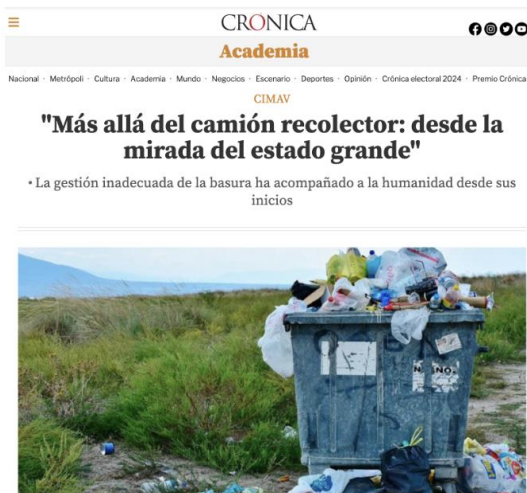 CRÓNICA
Academia
Nacional · Metrópoli · Cultura · Academia · Mundo · Negocios · Escenario · Deportes · Opinión · Crónica electoral 2024 · Premio Crónica
CIMAV
"Más allá del camión recolector: desde la
mirada del estado grande"
• La gestión inadecuada de la basura ha acompañado a la humanidad desde sus
inicios